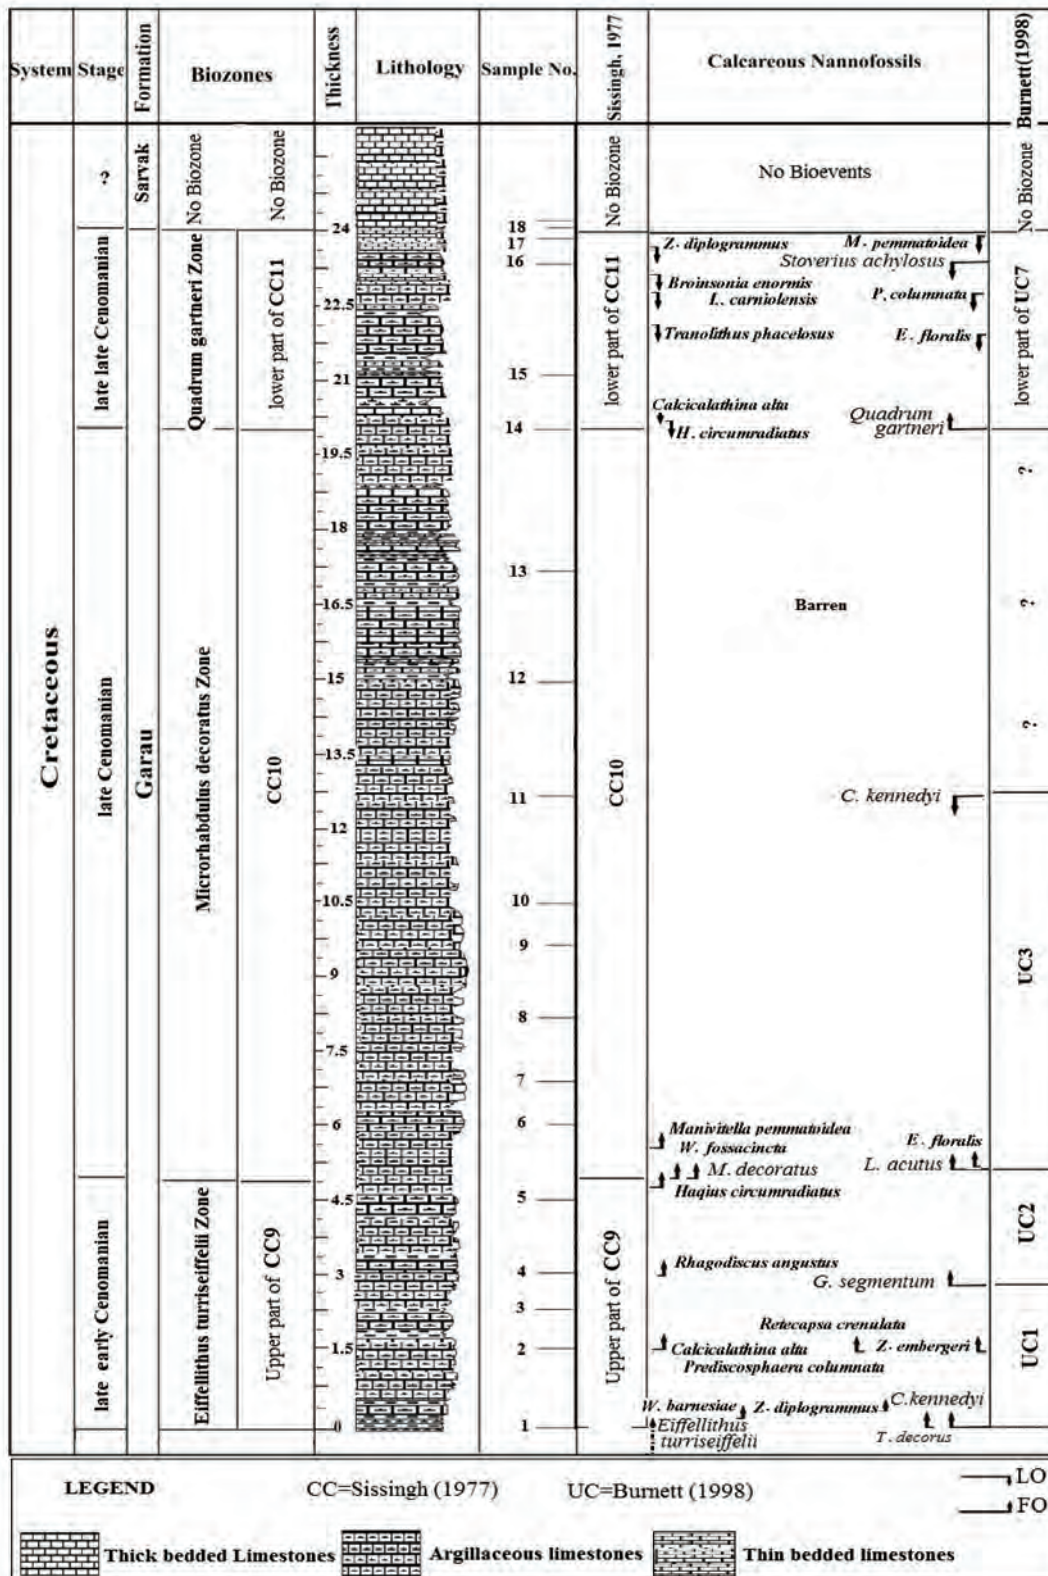 System
Stage
Formation
Biozones
Thickness
Lithology
Sample No.
Sissingh, 1977
Calcareous Nannofossils
Burnett(1998)
Cretaceous
?
late late Cenomanian
late Cenomanian
late early Cenomanian
Sarvak
Garau
No Biozone
Quadrum gartneri Zone
Microrhabdulus decoratus Zone
Eiffellithus turriseiffelii Zone
No Biozone
lower part of CC11
CC10
Upper part of CC9
24
22.5
21
19.5
18
16.5
15
13.5
12
10.5
9
7.5
6
4.5
3
1.5
0
18
17
16
15
14
13
12
11
10
9
8
7
6
5
4
3
2
1
No Biozone
lower part of CC11
CC10
Upper part of CC9
No Bioevents
Z. diplogrammus M. pemmatoidea
Stoverius achylosus
Broinsonia enormis
L. carniolensis P. columnata
Tranolithus phacelosus E. floralis
Calcicalathina alta Quadrum
H. circumradiatus gartneri
Barren
C. kennedyi
Manivitella pemmatoidea
W. fossacincta E. floralis
M. decoratus L. acutus
Haqius circumradiatus
Rhagodiscus angustus
G. segmentum
Retecapsa crenulata
Calcicalathina alta Z. embergeri
Prediscosphaera columnata
W. barnesiae Z. diplogrammus C.kennedyi
Eiffellithus
turriseiffelii T. decorus
No Biozone
lower part of UC7
?
?
?
UC3
UC2
UC1
LEGEND CC=Sissingh (1977) UC=Burnett (1998) LO
FO
Thick bedded Limestones Argillaceous limestones Thin bedded limestones